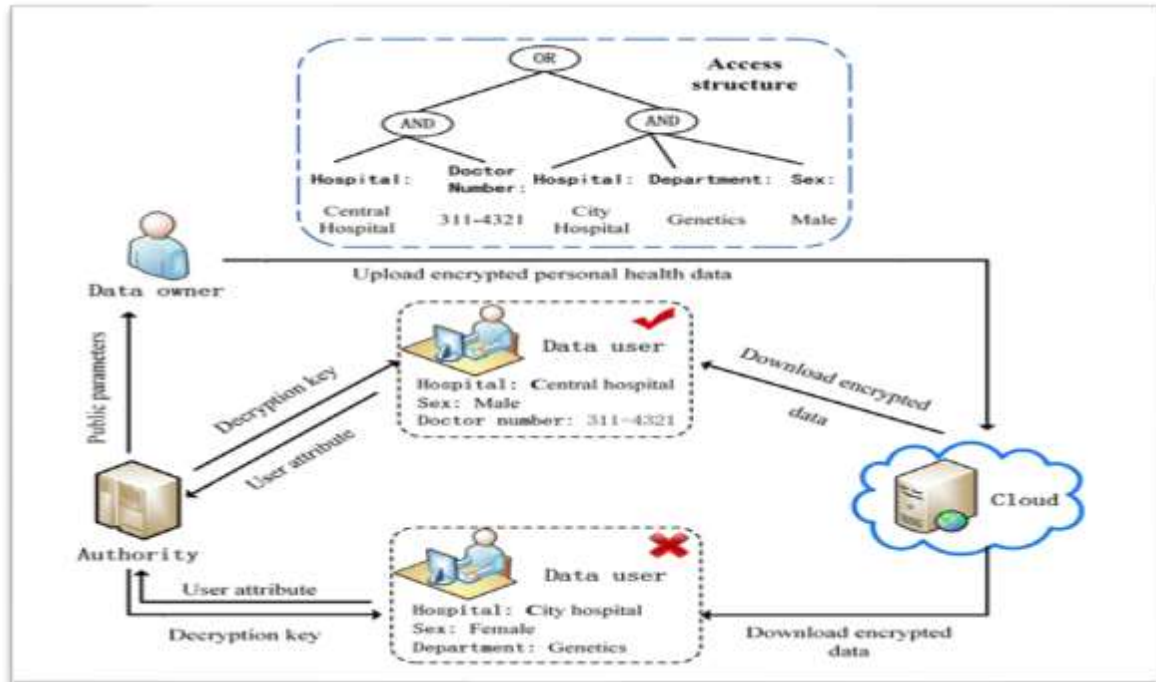 OR
Access
structure
AND
AND
Hospital:
Doctor
Number:
Hospital:
Department:
Sex:
Central
Hospital
311-4321
City
Hospital
Genetics
Male
Upload encrypted personal health data
Data owner
Public parameters
Decryption key
User attribute
Data user
Hospital: Central hospital
Sex: Male
Doctor number: 311-4321
Download encrypted
data
Cloud
Authority
User attribute
Decryption key
Data user
Hospital: City hospital
Sex: Female
Department: Genetics
Download encrypted
data